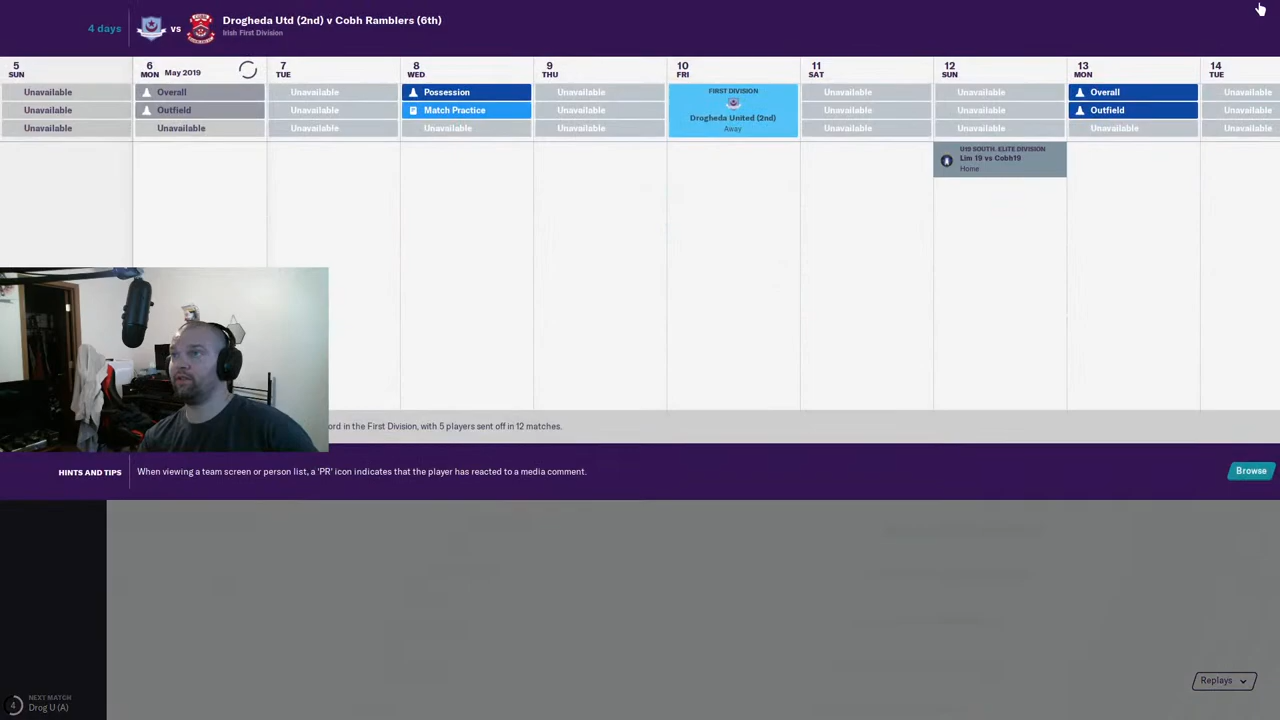 4 days
vs
Drogheda Utd (2nd) v Cobh Ramblers (6th)
Irish First Division
5
SUN
6
MON
May 2019
7
TUE
8
WED
9
THU
10
FRI
11
SAT
12
SUN
13
MON
14
TUE
Unavailable
Overall
Unavailable
Possession
Unavailable
FIRST DIVISION
Unavailable
Unavailable
Overall
Unavailable
Unavailable
Outfield
Unavailable
Match Practice
Unavailable
Drogheda United (2nd)
Unavailable
Unavailable
Outfield
Unavailable
Unavailable
Unavailable
Unavailable
Unavailable
Unavailable
Away
Unavailable
Unavailable
Unavailable
Unavailable
U19 SOUTH. ELITE DIVISION
Lim 19 vs Cobh19
Home
ord in the First Division, with 5 players sent off in 12 matches.
HINTS AND TIPS
When viewing a team screen or person list, a 'PR' icon indicates that the player has reacted to a media comment.
Browse
Replays
4
NEXT MATCH
Drog U (A)